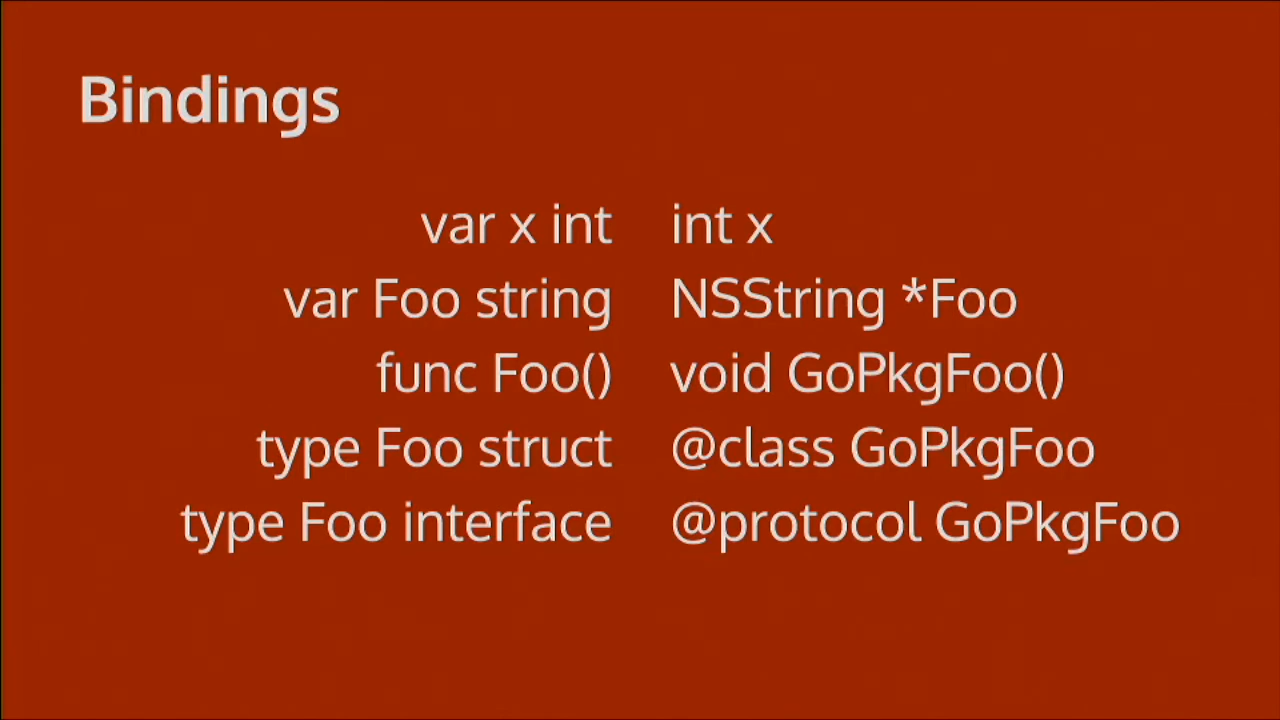 Bindings
var x int int x
var Foo string NSString *Foo
func Foo() void GoPkgFoo()
type Foo struct @class GoPkgFoo
type Foo interface @protocol GoPkgFoo